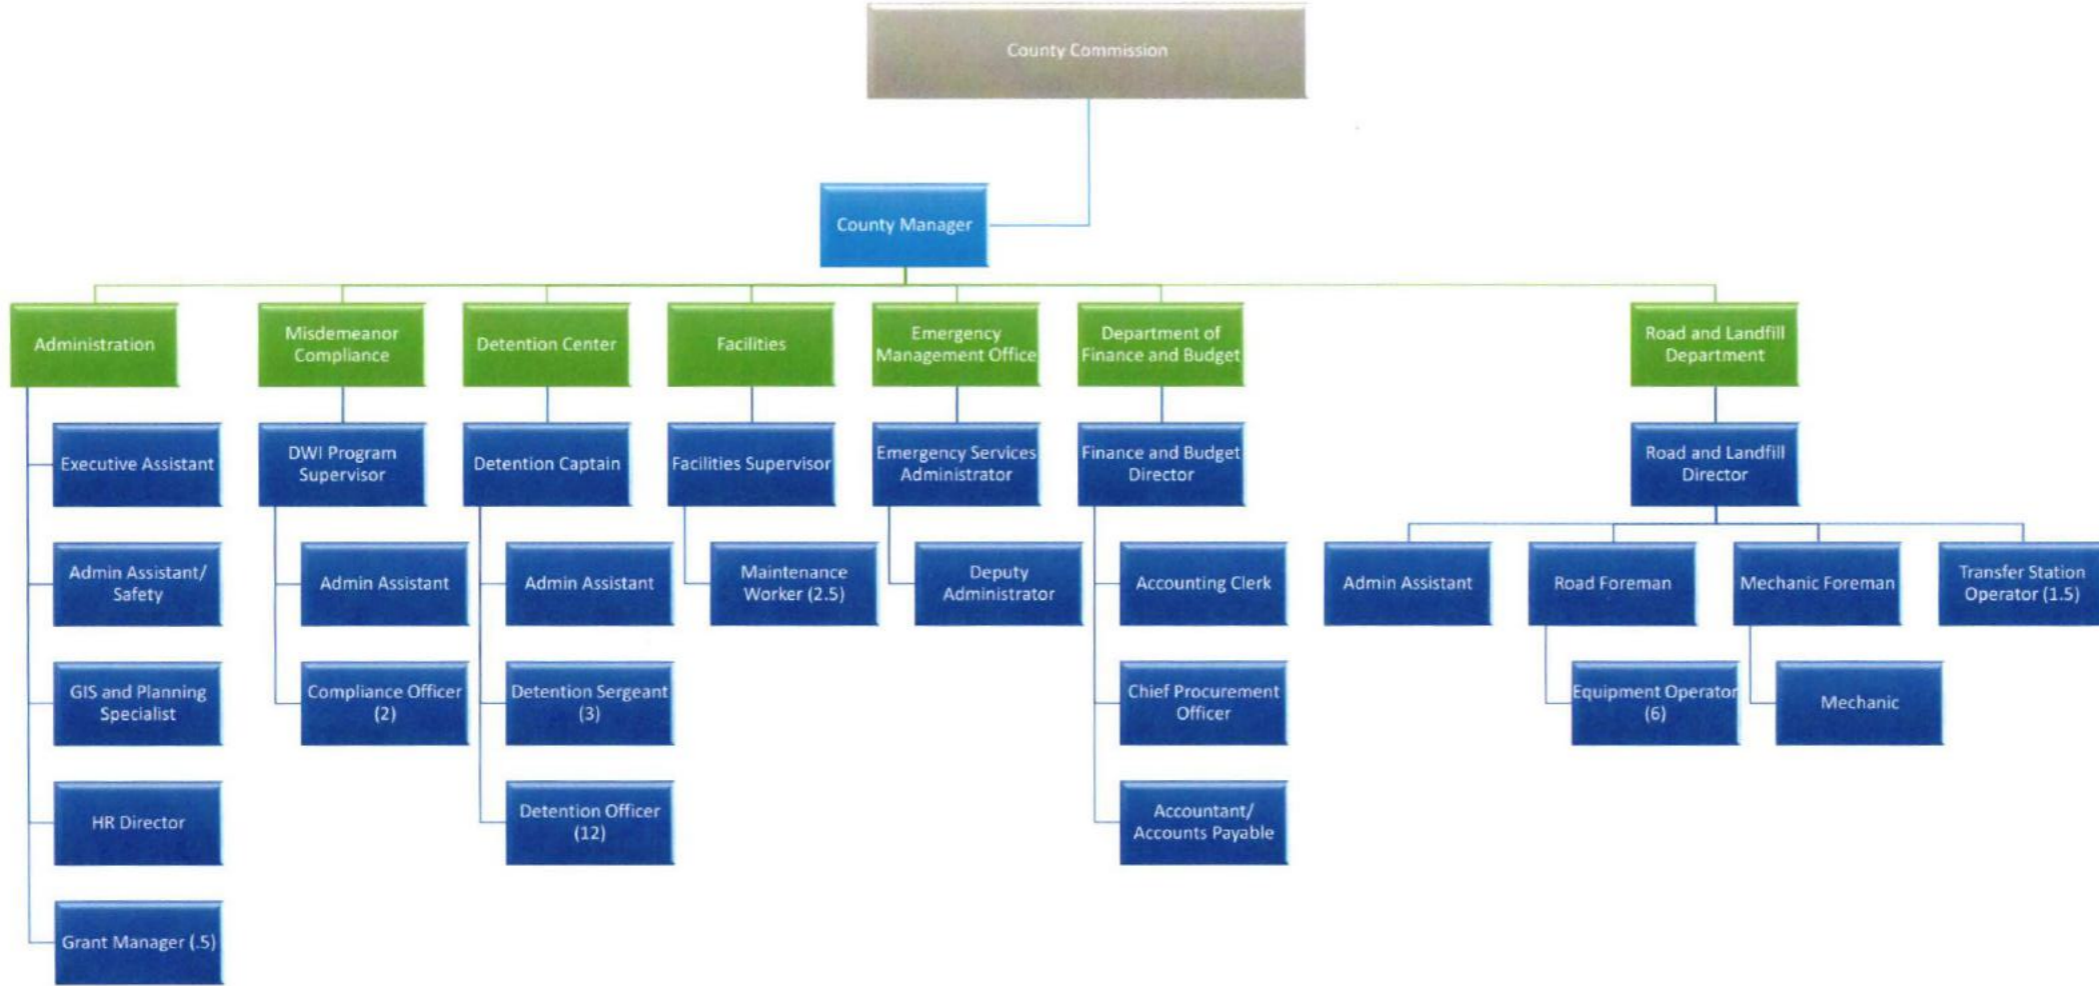 County Commission
County Manager
Administration
Misdemeanor
Compliance
Detention Center
Facilities
Emergency
Management Office
Department of
Finance and Budget
Road and Landfill
Department
Executive Assistant
DWI Program
Supervisor
Detention Captain
Facilities Supervisor
Emergency Services
Administrator
Finance and Budget
Director
Road and Landfill
Director
Admin Assistant/
Safety
Admin Assistant
Admin Assistant
Maintenance
Worker (2.5)
Deputy
Administrator
Accounting Clerk
Admin Assistant
Road Foreman
Mechanic Foreman
Transfer Station
Operator (1.5)
GIS and Planning
Specialist
Compliance Officer
(2)
Detention Sergeant
(3)
Chief Procurement
Officer
Equipment Operator
(6)
Mechanic
HR Director
Detention Officer
(12)
Accountant/
Accounts Payable
Grant Manager (.5)